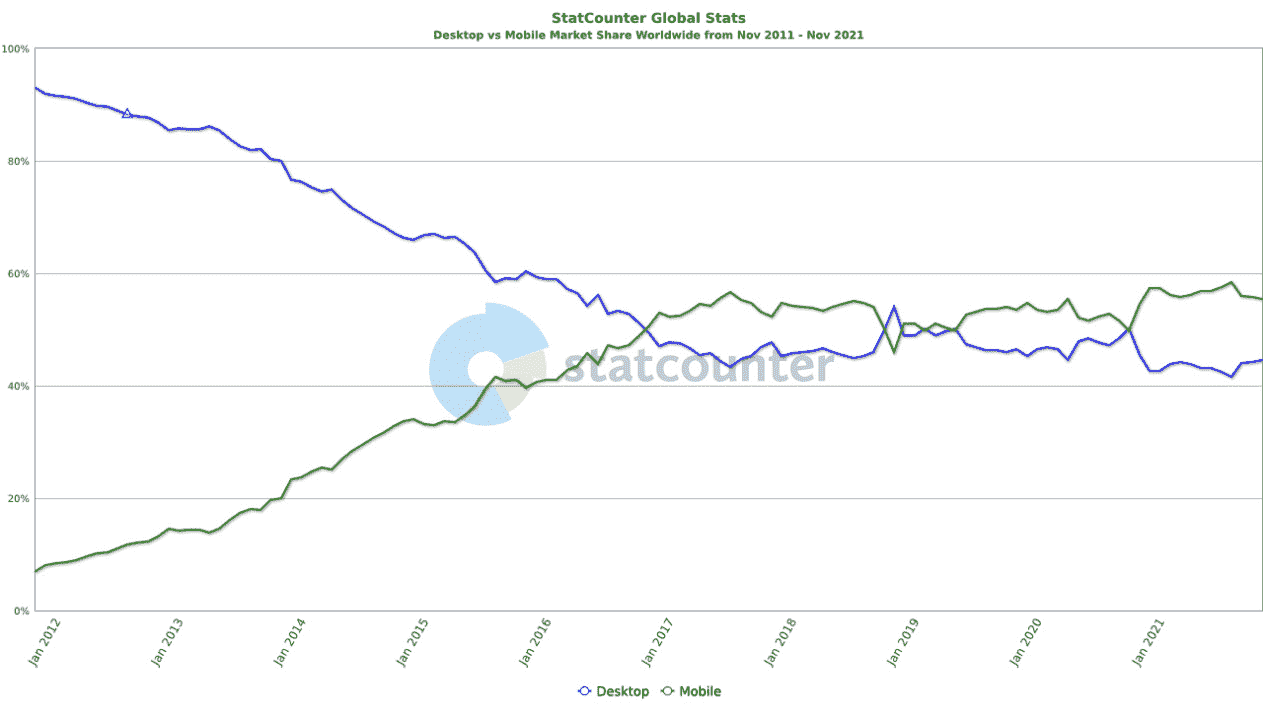 StatCounter Global Stats
Desktop vs Mobile Market Share Worldwide from Nov 2011 - Nov 2021
100%
80%
60%
statcounter
40%
20%
0%
Jan 2012
Jan 2013
Jan 2014
Jan 2015
Jan 2016
Jan 2017
Jan 2018
Jan 2019
Jan 2020
Jan 2021
Desktop Mobile